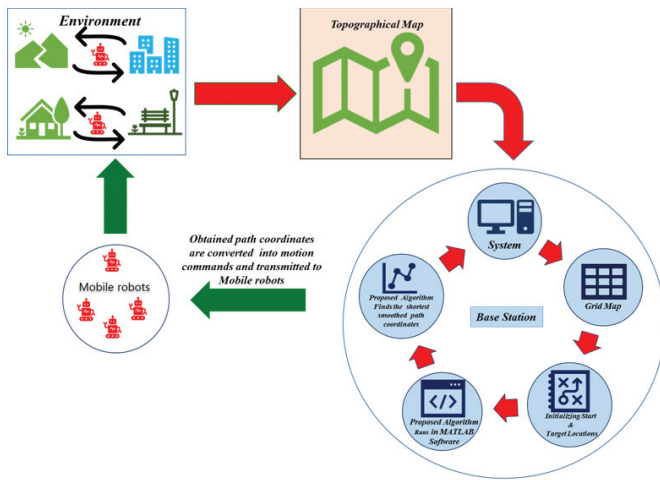 Environment
Topographical Map
System
Grid Map
Initializing Start
&
Target Locations
Proposed Algorithm
Runs in MATLAB
Software
Proposed Algorithm
Finds the shortest
smoothed path
coordinates
Base Station
Obtained path coordinates
are converted into motion
commands and transmitted to
Mobile robots
Mobile robots